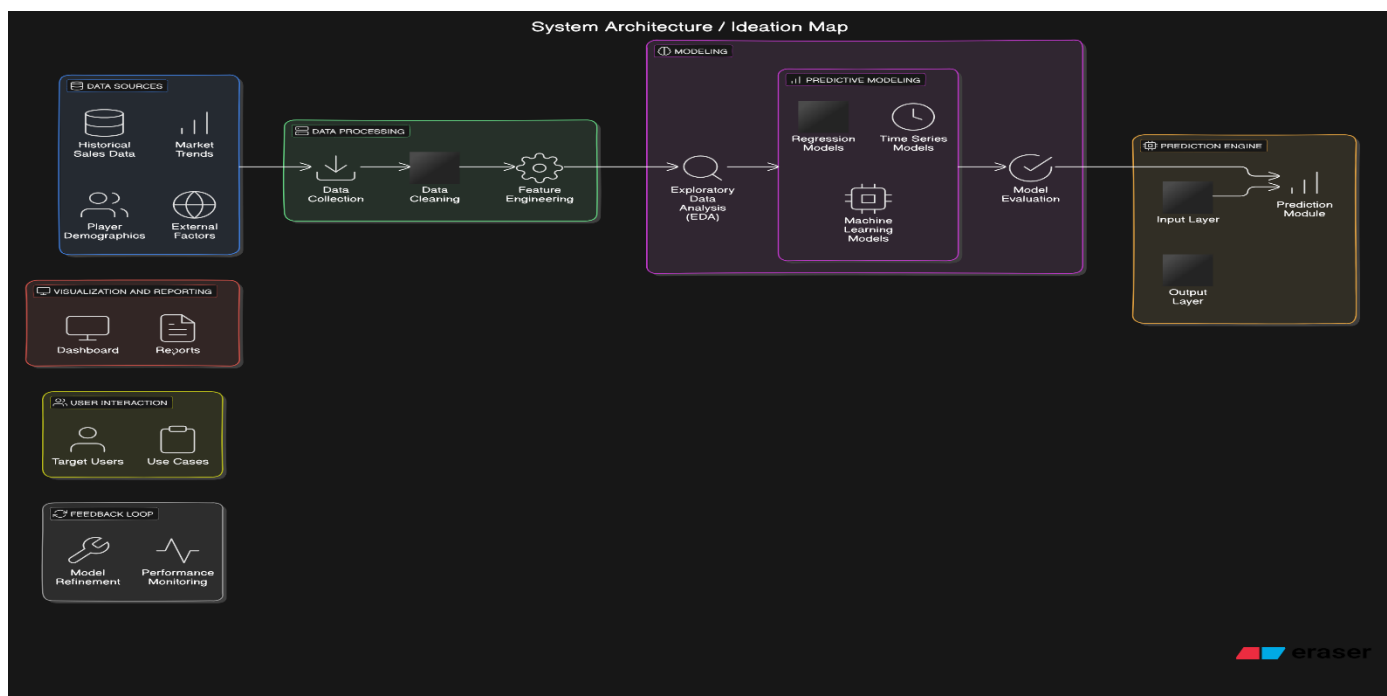 System Architecture / Ideation Map
MODELING
DATA SOURCES
PREDICTIVE MODELING
Historical
Sales Data
Market
Trends
Player
Demographics
External
Factors
DATA PROCESSING
Data
Collection
Data
Cleaning
Feature
Engineering
Exploratory
Data
Analysis
(EDA)
Regression
Models
Time Series
Models
Machine
Learning
Models
Model
Evaluation
PREDICTION ENGINE
Input Layer
Prediction
Module
Output
Layer
VISUALIZATION AND REPORTING
Dashboard
Reports
USER INTERACTION
Target Users
Use Cases
FEEDBACK LOOP
Model
Refinement
Performance
Monitoring
eraser